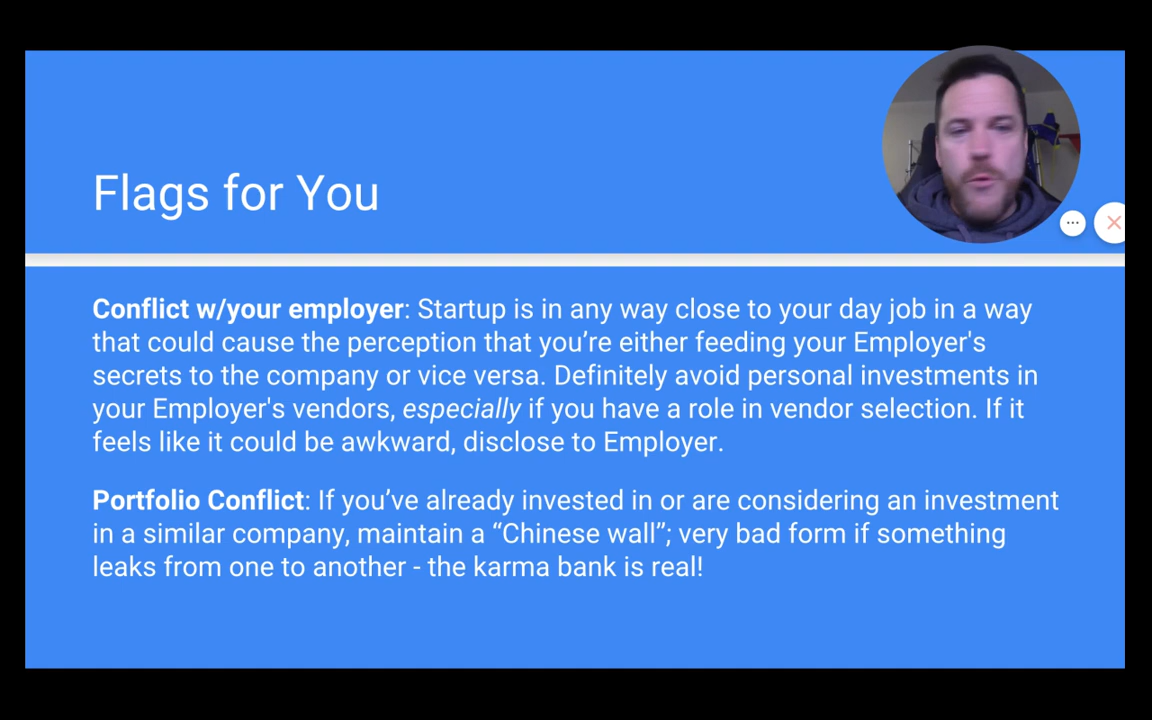 Flags for You
Conflict w/your employer: Startup is in any way close to your day job in a way
that could cause the perception that you’re either feeding your Employer's
secrets to the company or vice versa. Definitely avoid personal investments in
your Employer's vendors, especially if you have a role in vendor selection. If it
feels like it could be awkward, disclose to Employer.
Portfolio Conflict: If you’ve already invested in or are considering an investment
in a similar company, maintain a “Chinese wall”; very bad form if something
leaks from one to another - the karma bank is real!